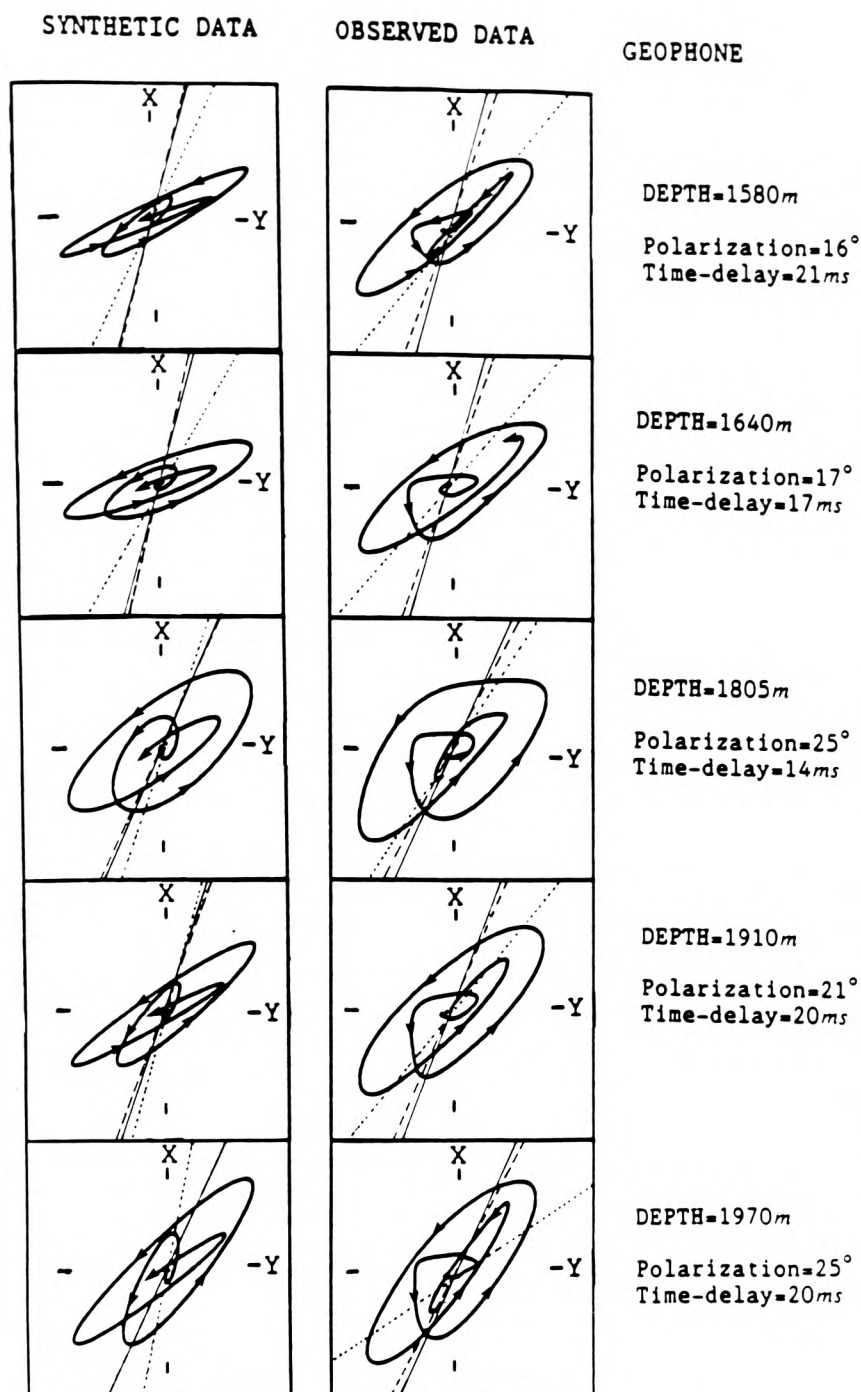 SYNTHETIC DATA
OBSERVED DATA
GEOPHONE
X
-Y
X
-Y
DEPTH=1580m
Polarization=16°
Time-delay=21ms
X
-Y
X
-Y
DEPTH=1640m
Polarization=17°
Time-delay=17ms
X
-Y
X
-Y
DEPTH=1805m
Polarization=25°
Time-delay=14ms
X
-Y
X
-Y
DEPTH=1910m
Polarization=21°
Time-delay=20ms
X
-Y
X
-Y
DEPTH=1970m
Polarization=25°
Time-delay=20ms